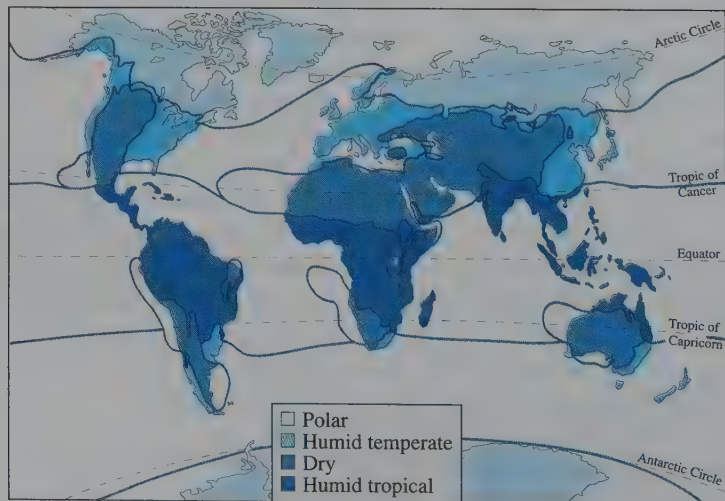 Arctic Circle
Tropic of
Cancer
Equator
Tropic of
Capricorn
Polar
Humid temperate
Dry
Humid tropical
Antarctic Circle